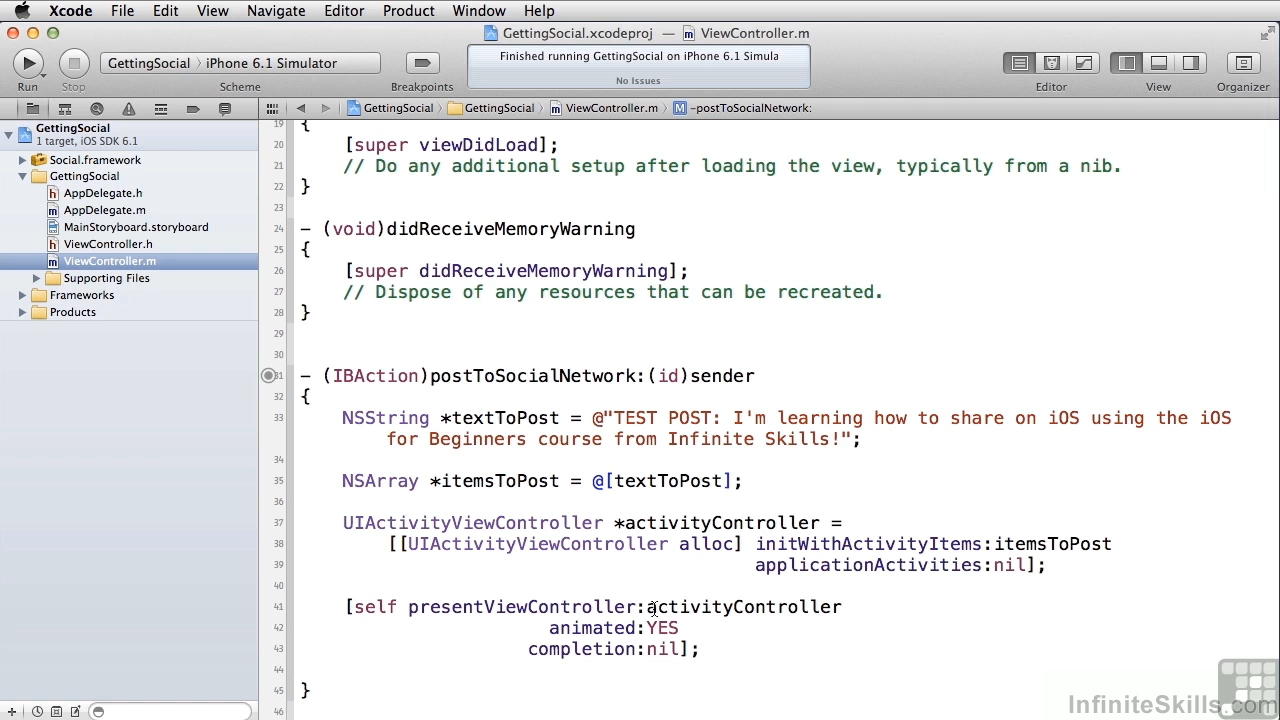 Xcode File Edit View Navigate Editor Product Window Help
GettingSocial.xcodeproj — ViewController.m
GettingSocial iPhone 6.1 Simulator
Finished running GettingSocial on iPhone 6.1 Simula
No Issues
Run Stop Scheme Breakpoints Editor View Organizer
GettingSocial GettingSocial ViewController.m M -postToSocialNetwork:
GettingSocial
1 target, iOS SDK 6.1
Social.framework
GettingSocial
h AppDelegate.h
m AppDelegate.m
MainStoryboard.storyboard
h ViewController.h
m ViewController.m
Supporting Files
Frameworks
Products
19 {
20 [super viewDidLoad];
21 // Do any additional setup after loading the view, typically from a nib.
22 }
23
24 - (void)didReceiveMemoryWarning
25 {
26 [super didReceiveMemoryWarning];
27 // Dispose of any resources that can be recreated.
28 }
29
30
31 - (IBAction)postToSocialNetwork:(id)sender
32 {
33 NSString *textToPost = @"TEST POST: I'm learning how to share on iOS using the iOS
for Beginners course from Infinite Skills!";
34
35 NSArray *itemsToPost = @[textToPost];
36
37 UIActivityViewController *activityController =
38 [[UIActivityViewController alloc] initWithActivityItems:itemsToPost
39 applicationActivities:nil];
40
41 [self presentViewController:activityController
42 animated:YES
43 completion:nil];
44
45 }
46
InfiniteSkills.com